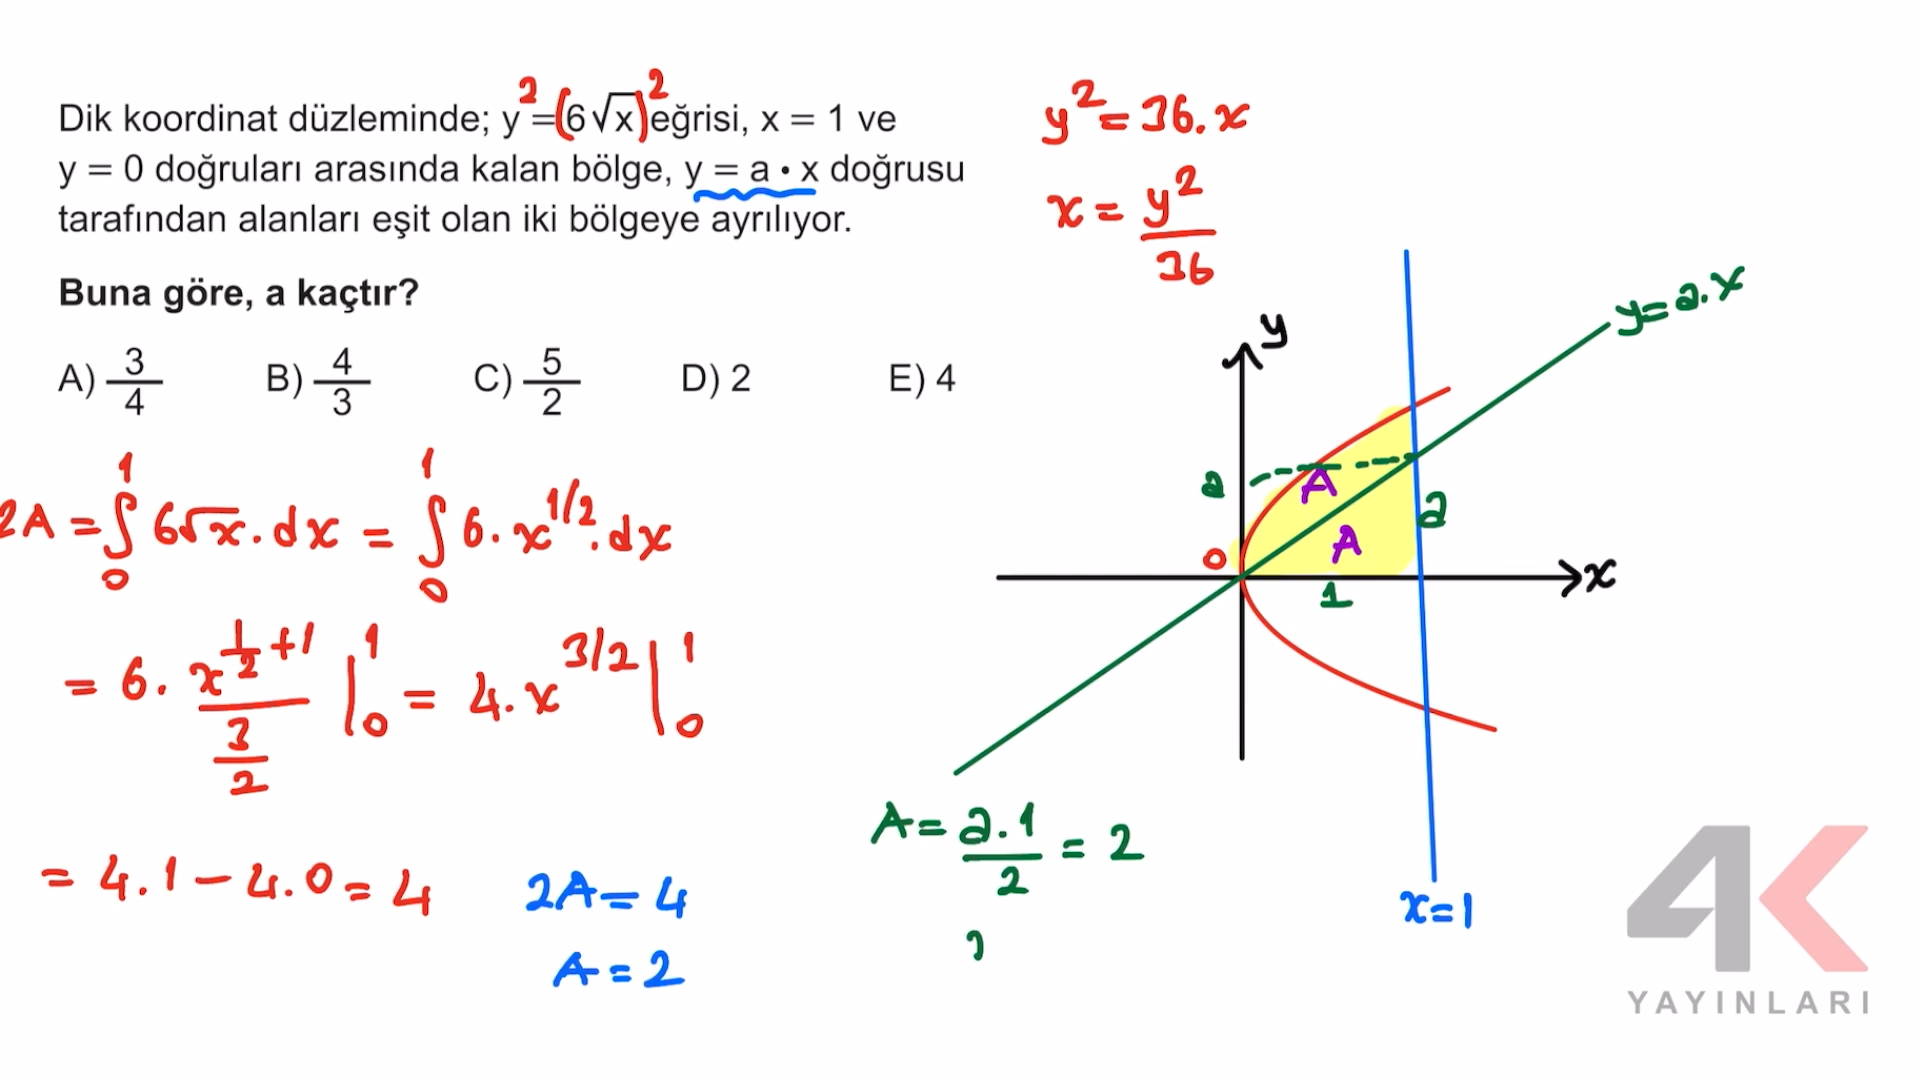 Dik koordinat düzleminde; y² = (6√x)² eğrisi, x = 1 ve
y = 0 doğruları arasında kalan bölge, y = a • x doğrusu
tarafından alanları eşit olan iki bölgeye ayrılıyor.
Buna göre, a kaçtır?
A) 3/4 B) 4/3 C) 5/2 D) 2 E) 4
2A = ∫₀¹ 6√x . dx = ∫₀¹ 6 . x^1/2 . dx
= 6 . x^(1/2 + 1) / (3/2) |₀¹ = 4 . x^3/2 |₀¹
= 4 . 1 − 4 . 0 = 4
2A = 4
A = 2
y² = 36 . x
x = y²/36
y
y = a . x
a
A
a
A
0
1
x
A = a . 1 / 2 = 2
x = 1
4K
YAYINLARI